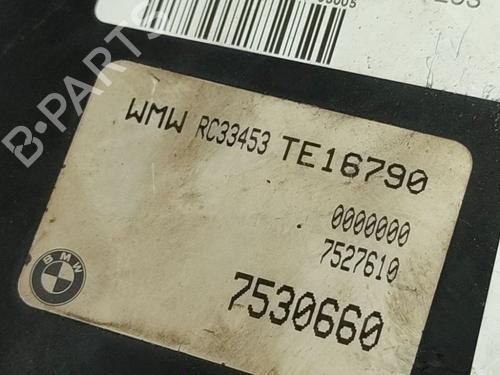 B-PARTS
WMW RC33453 TE16790
0000000
7527610
7530660
BMW